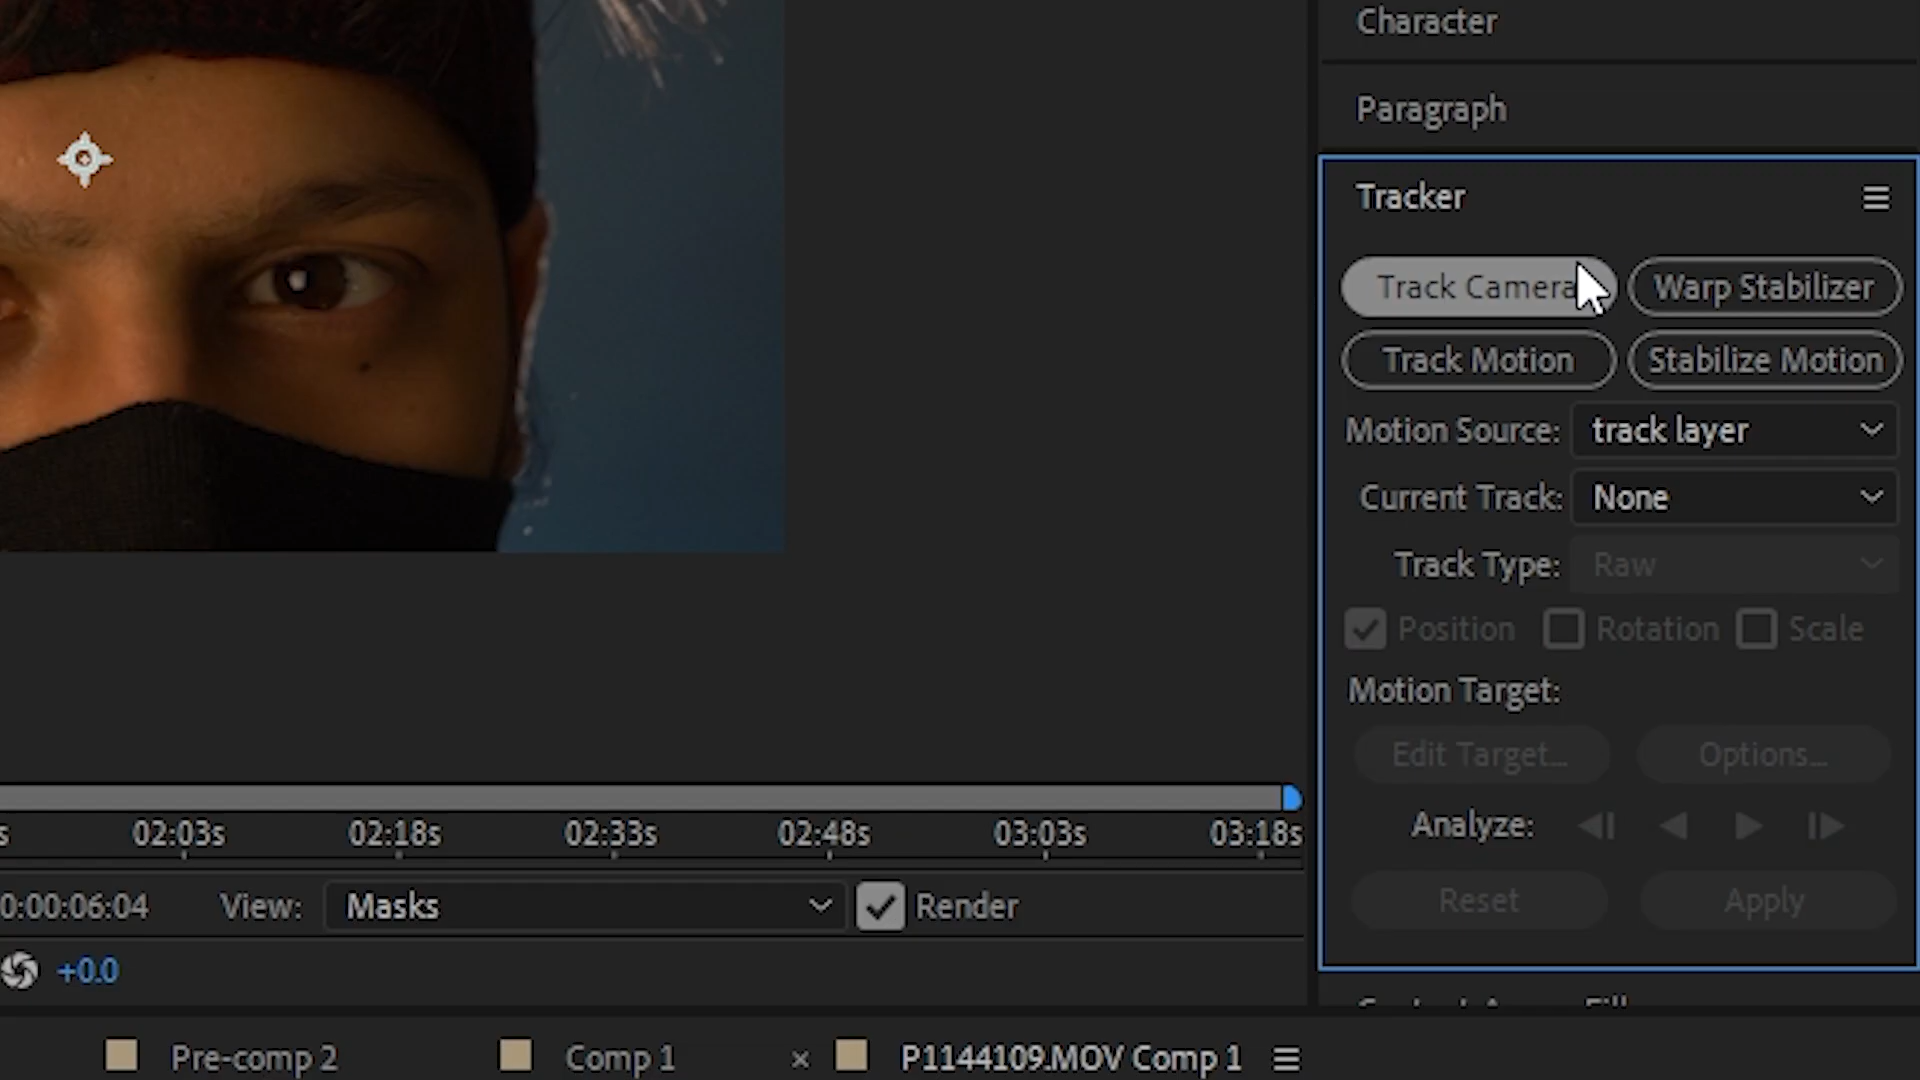 Character
Paragraph
Tracker
Track Camera
Warp Stabilizer
Track Motion
Stabilize Motion
Motion Source: track layer
Current Track: None
Track Type: Raw
Position
Rotation
Scale
Motion Target:
Edit Target...
Options...
Analyze:
Reset
Apply
02:03s
02:18s
02:33s
02:48s
03:03s
03:18s
0:00:06:04
View: Masks
Render
+0.0
Pre-comp 2
Comp 1
P1144109.MOV Comp 1